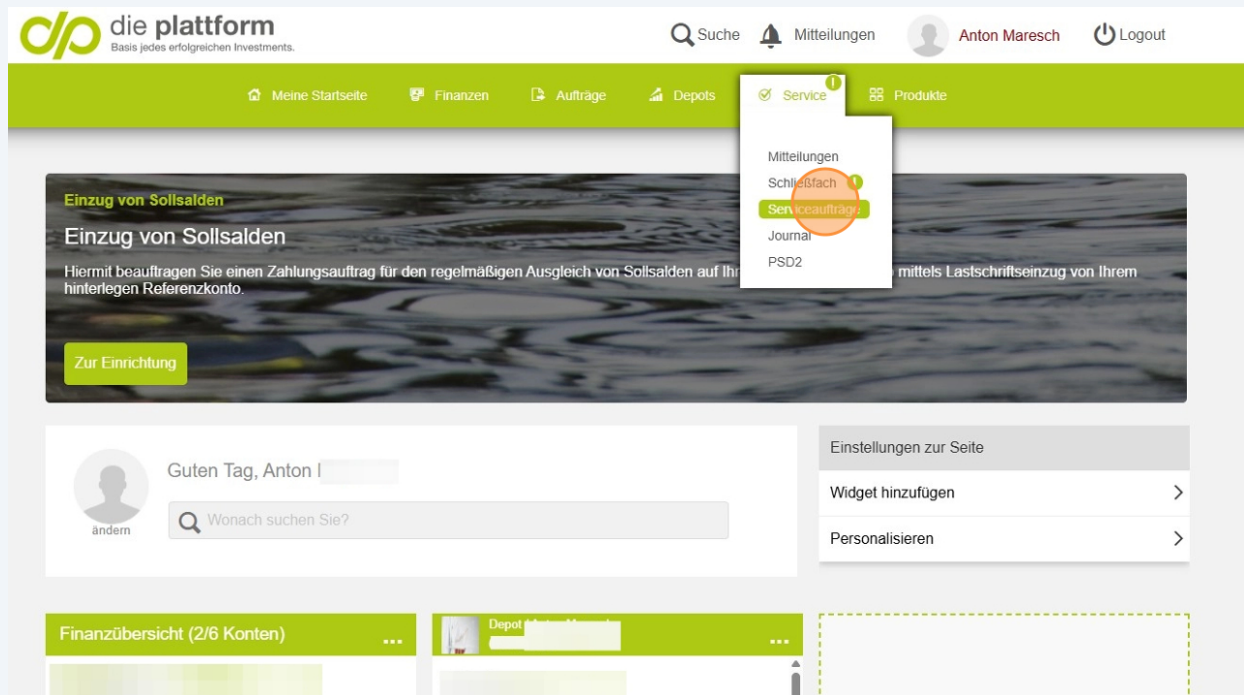 die plattform
Basis jedes erfolgreichen Investments.
Suche
Mitteilungen
Anton Maresch
Logout
Meine Startseite
Finanzen
Aufträge
Depots
Service
Produkte
Mitteilungen
Schließfach
Serviceaufträge
Journal
PSD2
Einzug von Sollsalden
Einzug von Sollsalden
Hiermit beauftragen Sie einen Zahlungsauftrag für den regelmäßigen Ausgleich von Sollsalden auf mittels Lastschriftseinzug von Ihrem
hinterlegen Referenzkonto.
Zur Einrichtung
Guten Tag, Anton
ändern
Wonach suchen Sie?
Einstellungen zur Seite
Widget hinzufügen
Personalisieren
Finanzübersicht (2/6 Konten) ...
Depot
...